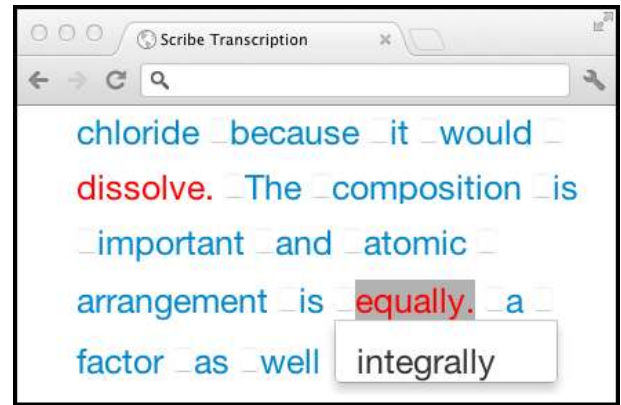 Scribe Transcription
chloride because it would
dissolve. The composition is
important and atomic
arrangement is equally. a
factor as well integrally